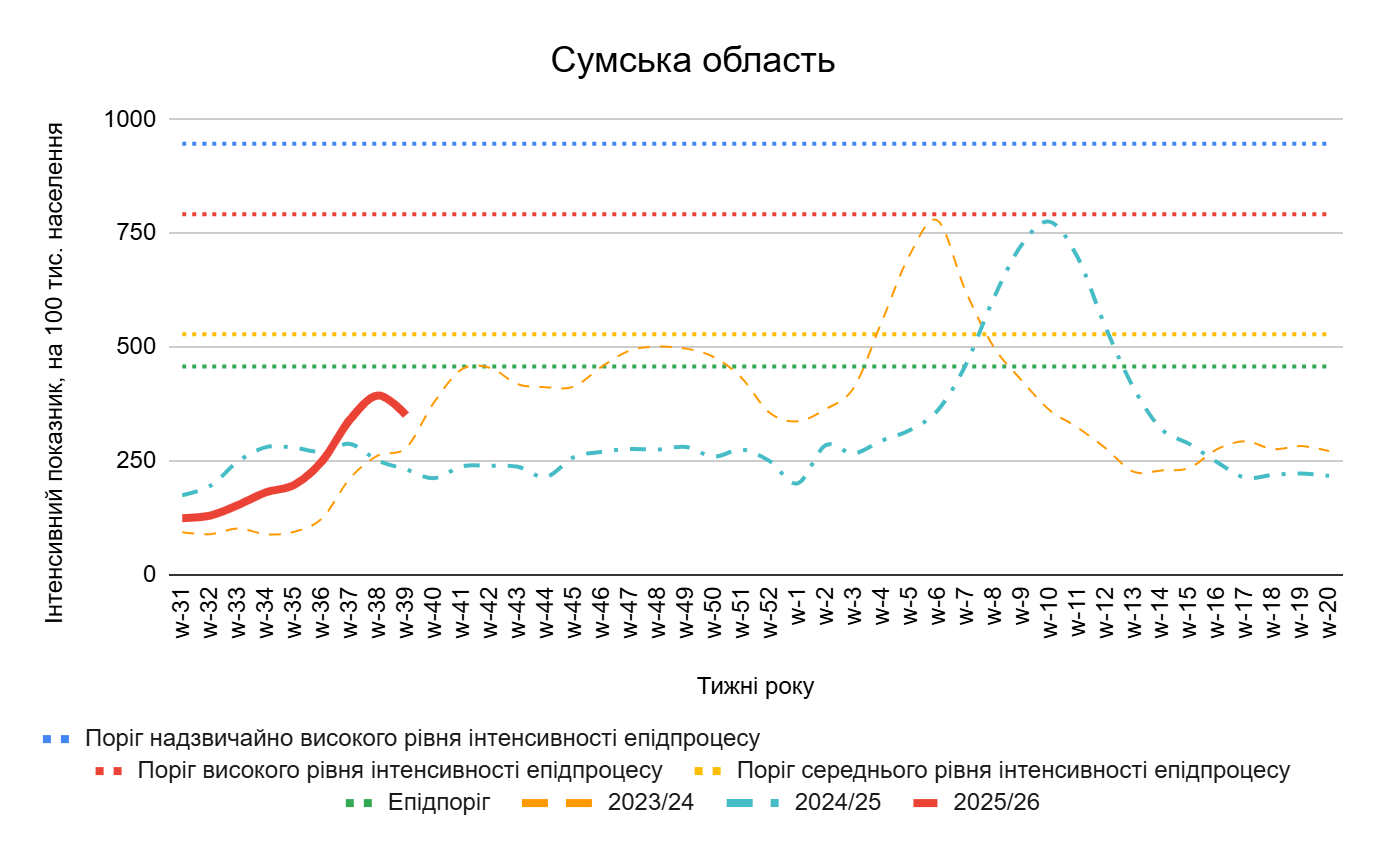 Сумська область
Інтенсивний показник, на 100 тис. населення
1000
750
500
250
0
w-31
w-32
w-33
w-34
w-35
w-36
w-37
w-38
w-39
w-40
w-41
w-42
w-43
w-44
w-45
w-46
w-47
w-48
w-49
w-50
w-51
w-52
w-1
w-2
w-3
w-4
w-5
w-6
w-7
w-8
w-9
w-10
w-11
w-12
w-13
w-14
w-15
w-16
w-17
w-18
w-19
w-20
Тижні року
Поріг надзвичайно високого рівня інтенсивності епідпроцесу
Поріг високого рівня інтенсивності епідпроцесу Поріг середнього рівня інтенсивності епідпроцесу
Епідпоріг 2023/24 2024/25 2025/26